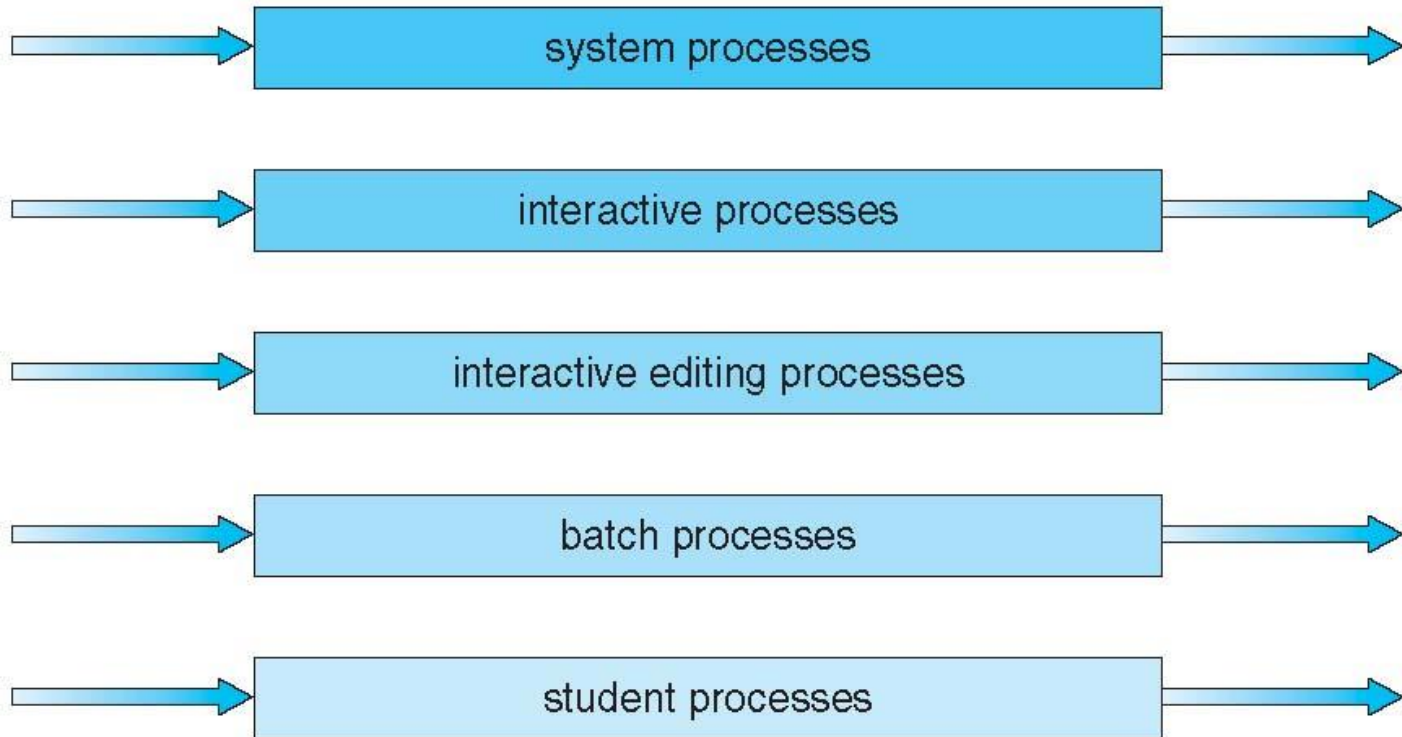 system processes
interactive processes
interactive editing processes
batch processes
student processes